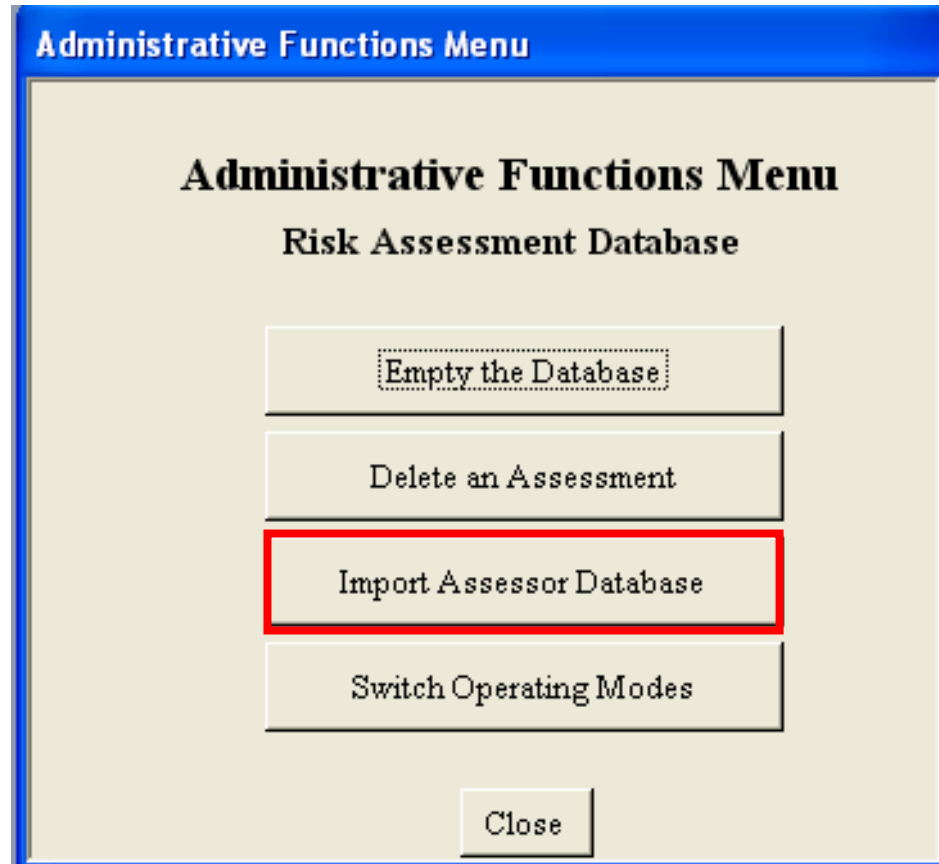 Administrative Functions Menu
Administrative Functions Menu
Risk Assessment Database
Empty the Database
Delete an Assessment
Import Assessor Database
Switch Operating Modes
Close